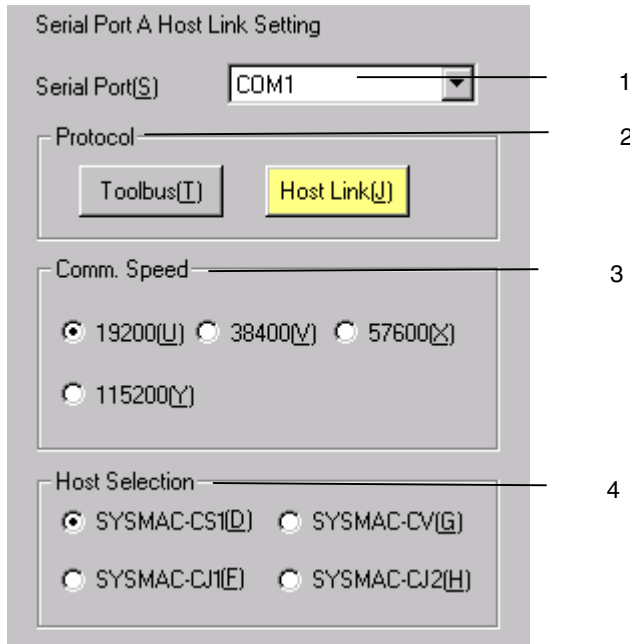 Serial Port A Host Link Setting
Serial Port(S) COM1 1
Protocol 2
Toolbus(T) Host Link(J)
Comm. Speed 3
19200(U) 38400(V) 57600(X)
115200(Y)
Host Selection 4
SYSMAC-CS1(D) SYSMAC-CV(G)
SYSMAC-CJ1(F) SYSMAC-CJ2(H)